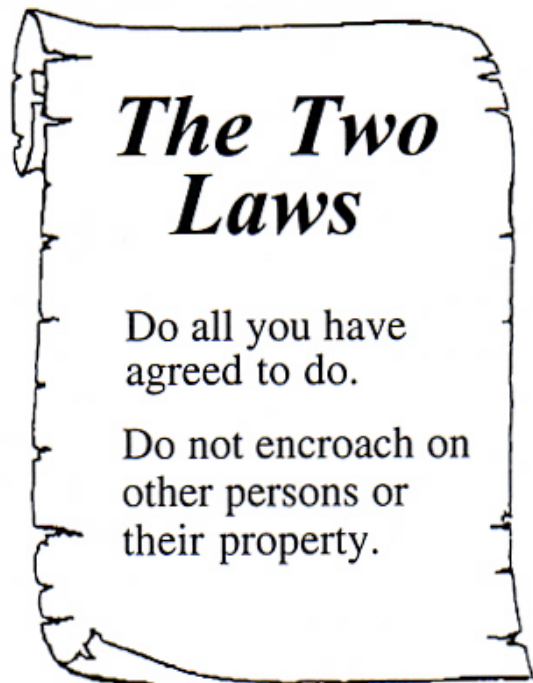 The Two
Laws
Do all you have
agreed to do.
Do not encroach on
other persons or
their property.